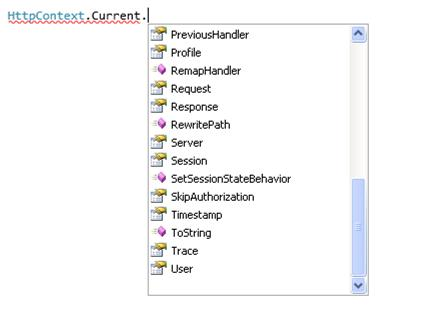 HttpContext.Current.
PreviousHandler
Profile
RemapHandler
Request
Response
RewritePath
Server
Session
SetSessionStateBehavior
SkipAuthorization
Timestamp
ToString
Trace
User